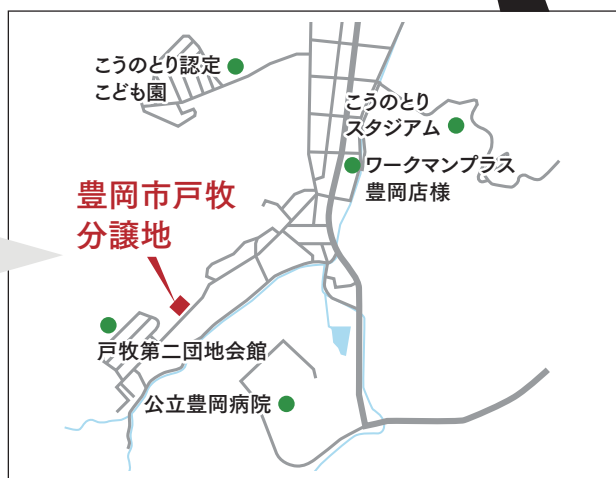 こうのとり認定
こども園
こうのとり
スタジアム
ワークマンプラス
豊岡店様
豊岡市戸牧
分譲地
戸牧第二団地会館
公立豊岡病院